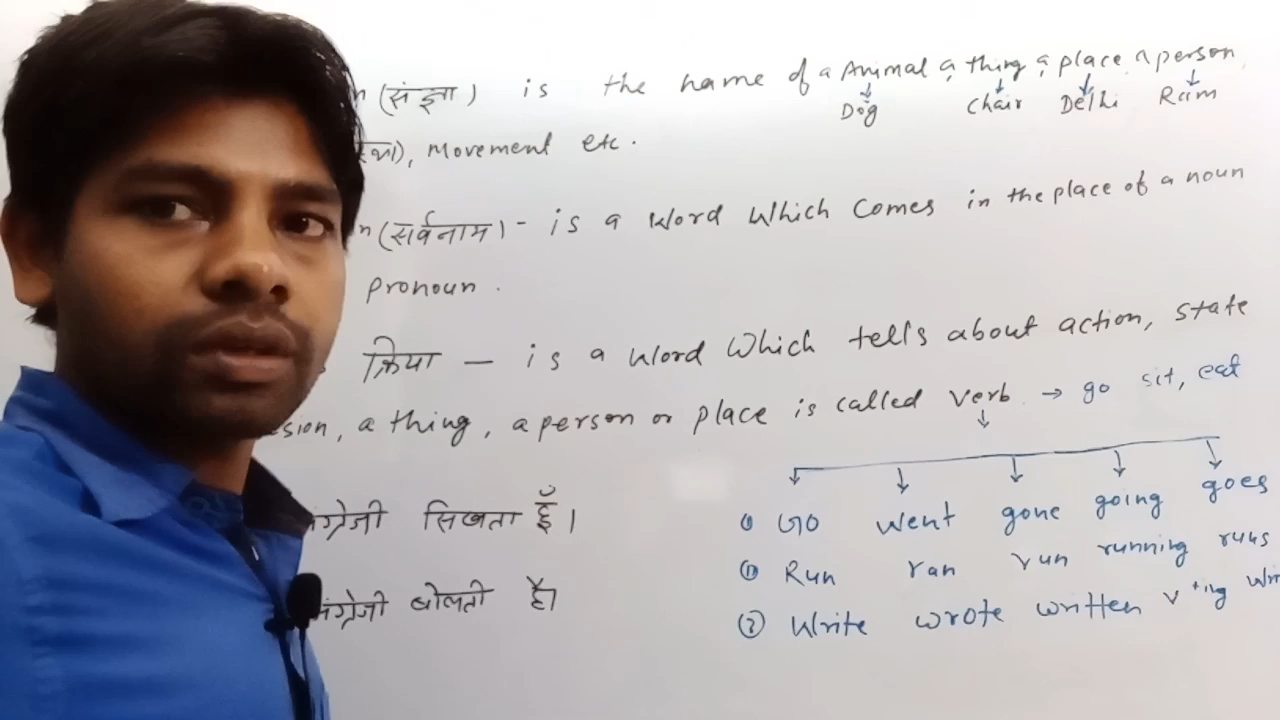 n (संज्ञा) is the name of a Animal a, thing a, place a person
Dog Chair Delhi Ram
movement etc.
n (सर्वनाम) - is a word which comes in the place of a noun
pronoun.
क्रिया — is a word which tells about action, state
sion, a thing, a person or place is called verb → go sit, eat
① Go went gone going goes
② Run ran run running runs
अंग्रेजी सिखता हूँ।
③ Write wrote written v+ing
अंग्रेजी बोलती है।